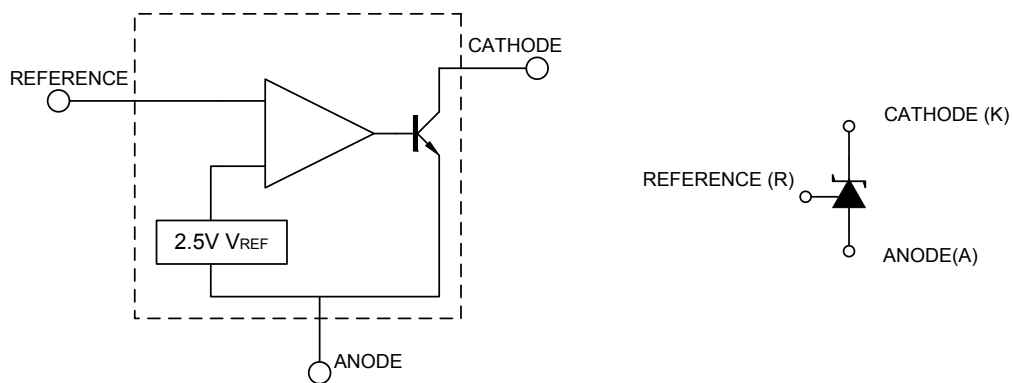 CATHODE
REFERENCE
2.5V VREF
ANODE
CATHODE (K)
REFERENCE (R)
ANODE(A)